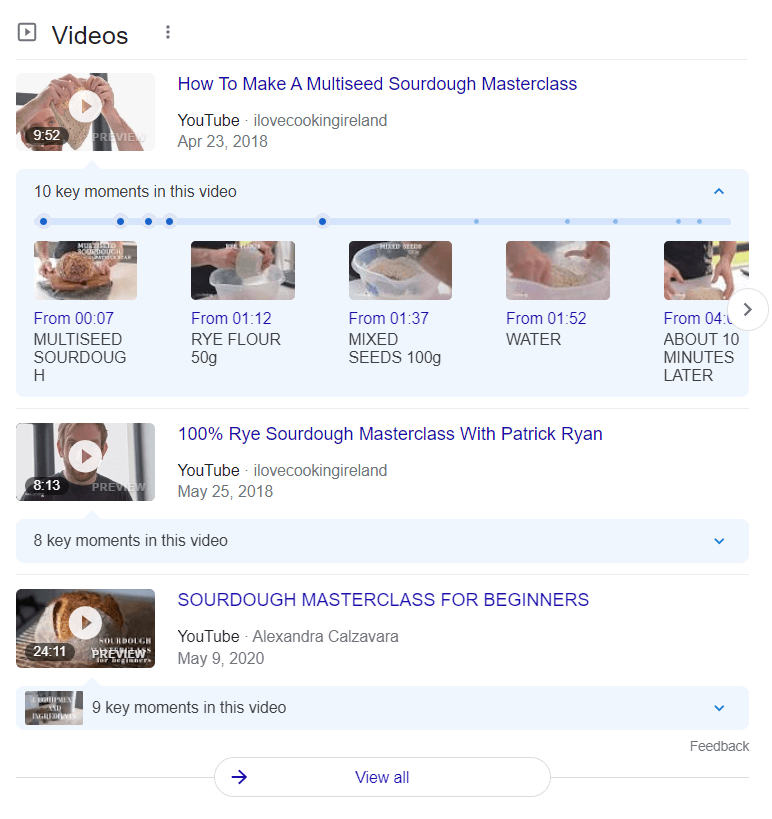 Videos
How To Make A Multiseed Sourdough Masterclass
YouTube · ilovecookingireland
Apr 23, 2018
9:52
PREVIEW
10 key moments in this video
MULTISEED
SOURDOUGH
RYE FLOUR
MIXED SEEDS
From 00:07
MULTISEED
SOURDOUG
H
From 01:12
RYE FLOUR
50g
From 01:37
MIXED
SEEDS 100g
From 01:52
WATER
From 04:
ABOUT 10
MINUTES
LATER
100% Rye Sourdough Masterclass With Patrick Ryan
YouTube · ilovecookingireland
May 25, 2018
8:13
PREVIEW
8 key moments in this video
SOURDOUGH MASTERCLASS FOR BEGINNERS
YouTube · Alexandra Calzavara
May 9, 2020
SOURDOUGH
24:11
PREVIEW
for beginners
EQUIPMENT
AND
INGREDIENTS
9 key moments in this video
Feedback
View all